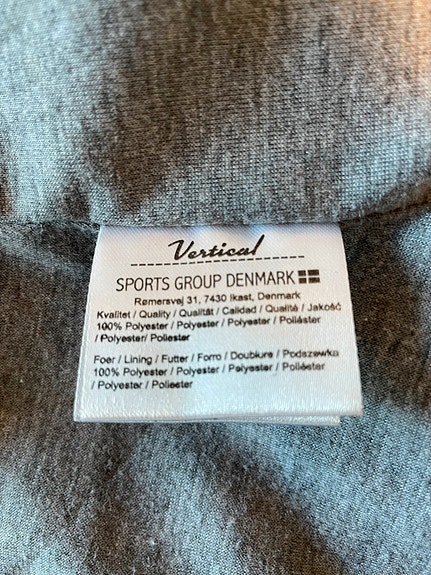 Vertical
SPORTS GROUP DENMARK
Rømersvej 31, 7430 Ikast, Denmark
Kvalitet / Quality / Qualität / Calidad / Qualité / Jakość
100% Polyester / Polyester / Polyester / Poliéster
/ Polyester/ Poliester
Foer / Lining / Futter / Forro / Doublure / Podszewka
100% Polyester / Polyester / Polyester / Poliéster
/ Polyester / Poliester